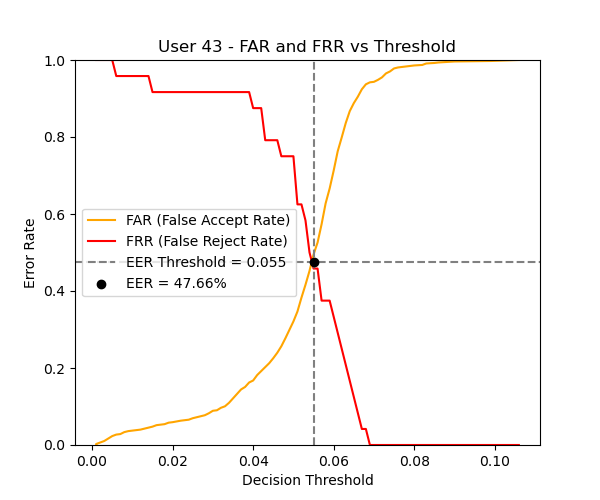 User 43 - FAR and FRR vs Threshold
1.0
0.8
0.6
0.4
0.2
0.0
Error Rate
FAR (False Accept Rate)
FRR (False Reject Rate)
EER Threshold = 0.055
EER = 47.66%
0.00 0.02 0.04 0.06 0.08 0.10
Decision Threshold